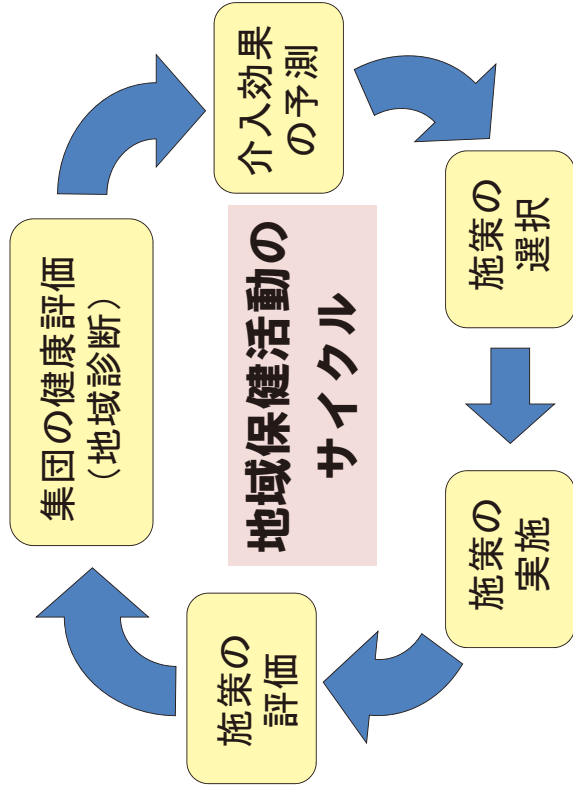 地域保健活動の
サイクル
集団の健康評価
（地域診断）
介入効果
の予測
施策の
選択
施策の
実施
施策の
評価